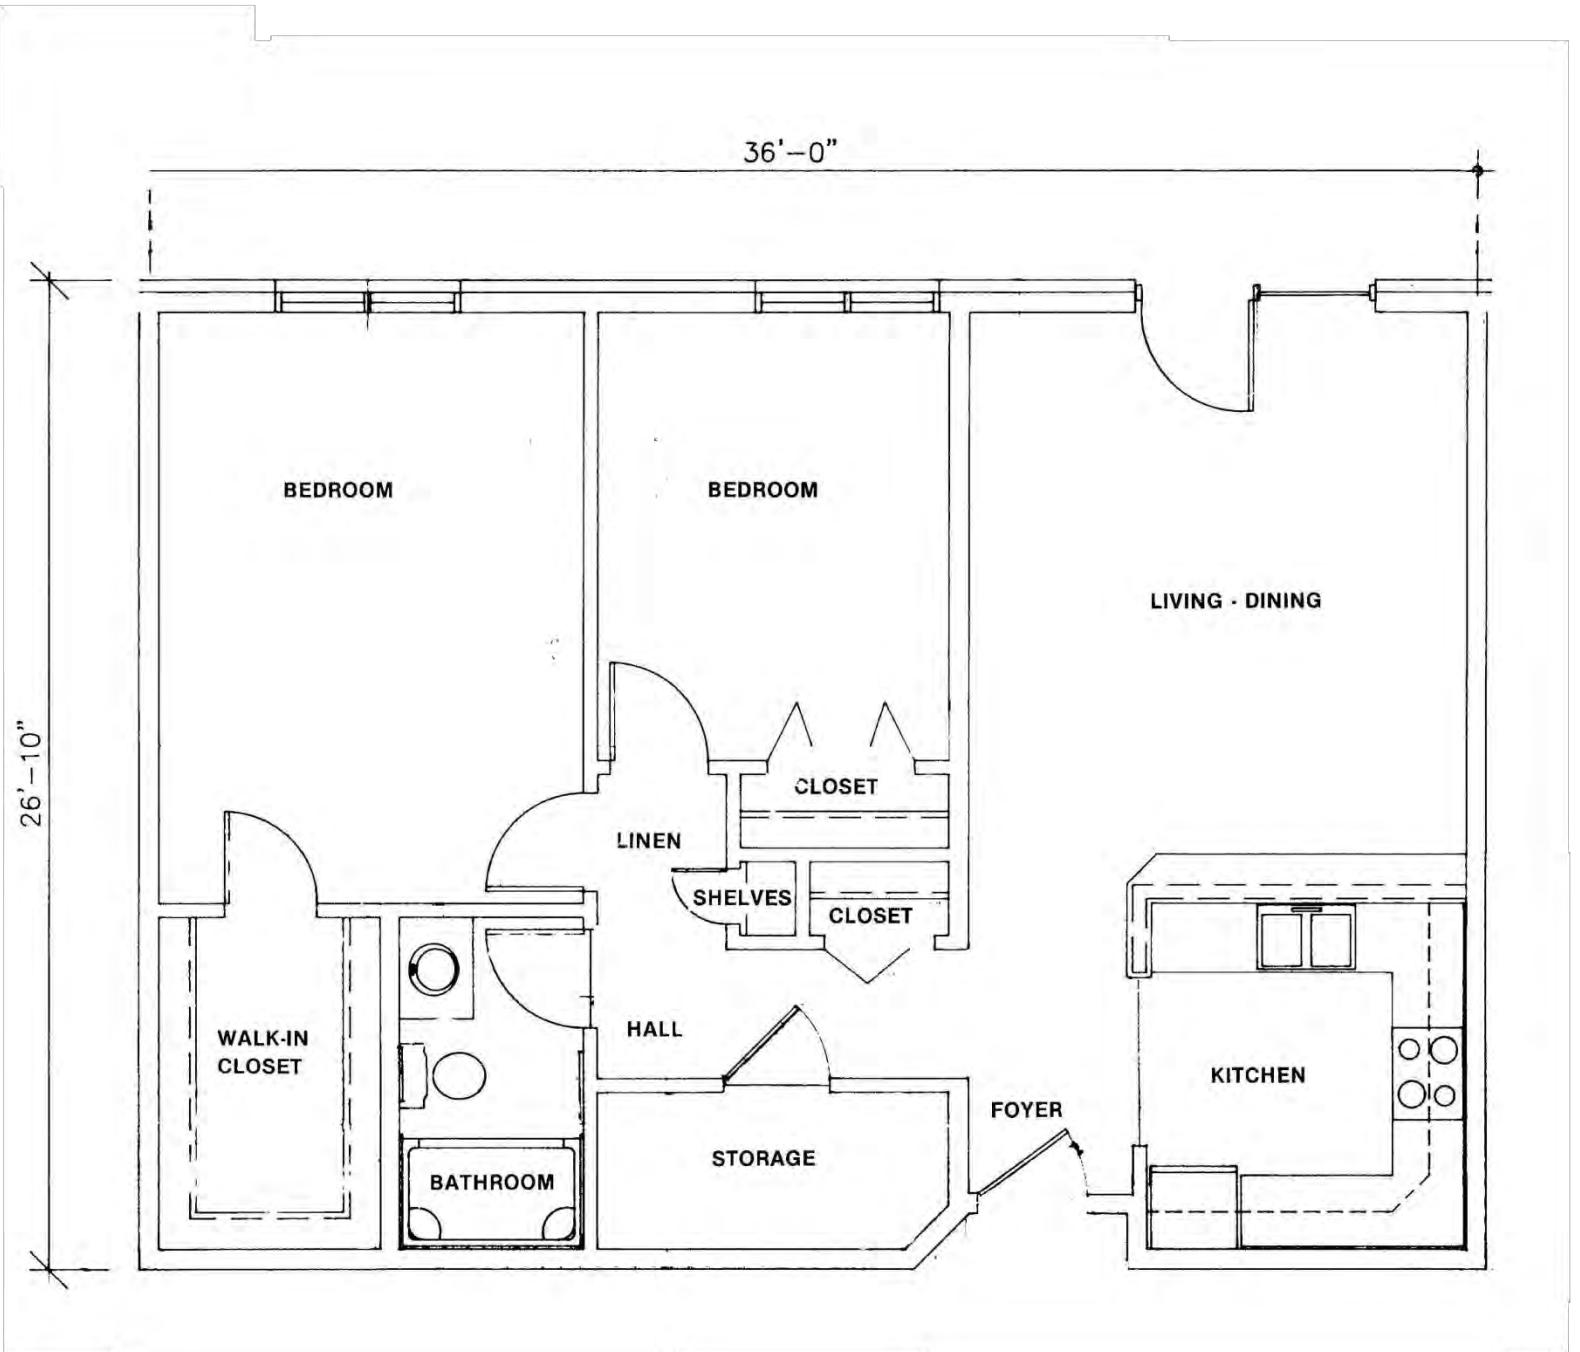 36'-0"
26'-10"
BEDROOM
BEDROOM
LIVING - DINING
CLOSET
LINEN
SHELVES
CLOSET
HALL
WALK-IN
CLOSET
KITCHEN
FOYER
STORAGE
BATHROOM